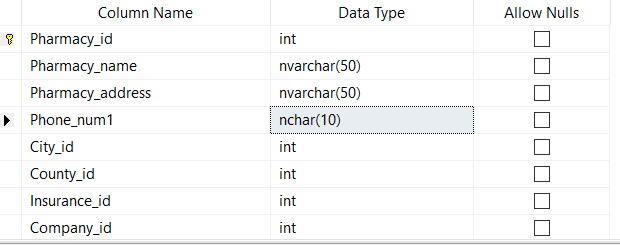 Column Name Data Type Allow Nulls
Pharmacy_id int
Pharmacy_name nvarchar(50)
Pharmacy_address nvarchar(50)
Phone_num1 nchar(10)
City_id int
County_id int
Insurance_id int
Company_id int